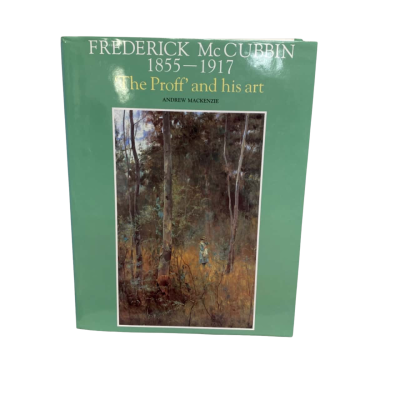 FREDERICK McCUBBIN
1855—1917
'The Proff' and his art
ANDREW MACKENZIE